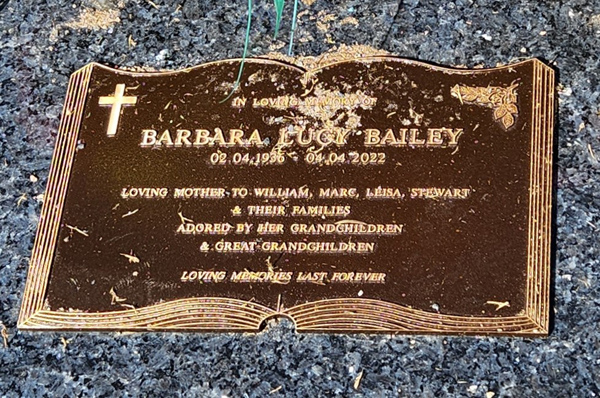 IN LOVING MEMORY OF
BARBARA LUCY BAILEY
02.04.1936 - 04.04.2022
LOVING MOTHER TO WILLIAM, MARC, LEISA, STEWART
& THEIR FAMILIES
ADORED BY HER GRANDCHILDREN
& GREAT-GRANDCHILDREN
LOVING MEMORIES LAST FOREVER